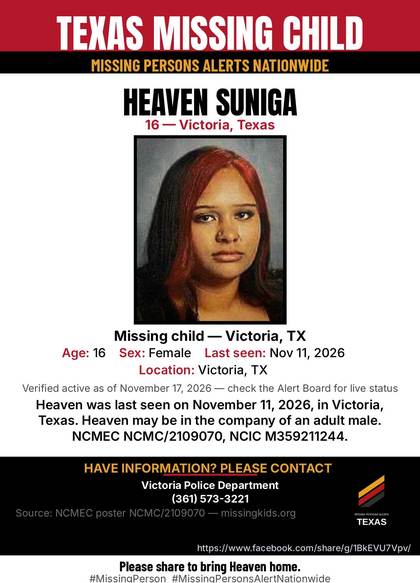 TEXAS MISSING CHILD
MISSING PERSONS ALERTS NATIONWIDE
HEAVEN SUNIGA
16 — Victoria, Texas
Missing child — Victoria, TX
Age: 16 Sex: Female Last seen: Nov 11, 2026
Location: Victoria, TX
Verified active as of November 17, 2026 — check the Alert Board for live status
Heaven was last seen on November 11, 2026, in Victoria,
Texas. Heaven may be in the company of an adult male.
NCMEC NCMC/2109070, NCIC M359211244.
HAVE INFORMATION? PLEASE CONTACT
Victoria Police Department
(361) 573-3221
Source: NCMEC poster NCMC/2109070 — missingkids.org
TEXAS
https://www.facebook.com/share/g/1BkEVU7Vpv/
Please share to bring Heaven home.
#MissingPerson #MissingPersonsAlertNationwide